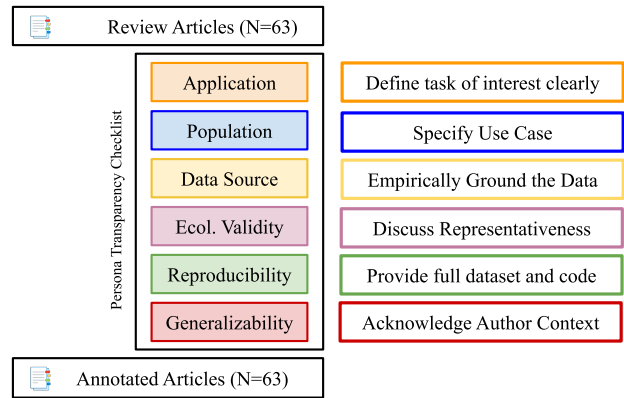 Review Articles (N=63)
Persona Transparency Checklist
Application
Define task of interest clearly
Population
Specify Use Case
Data Source
Empirically Ground the Data
Ecol. Validity
Discuss Representativeness
Reproducibility
Provide full dataset and code
Generalizability
Acknowledge Author Context
Annotated Articles (N=63)